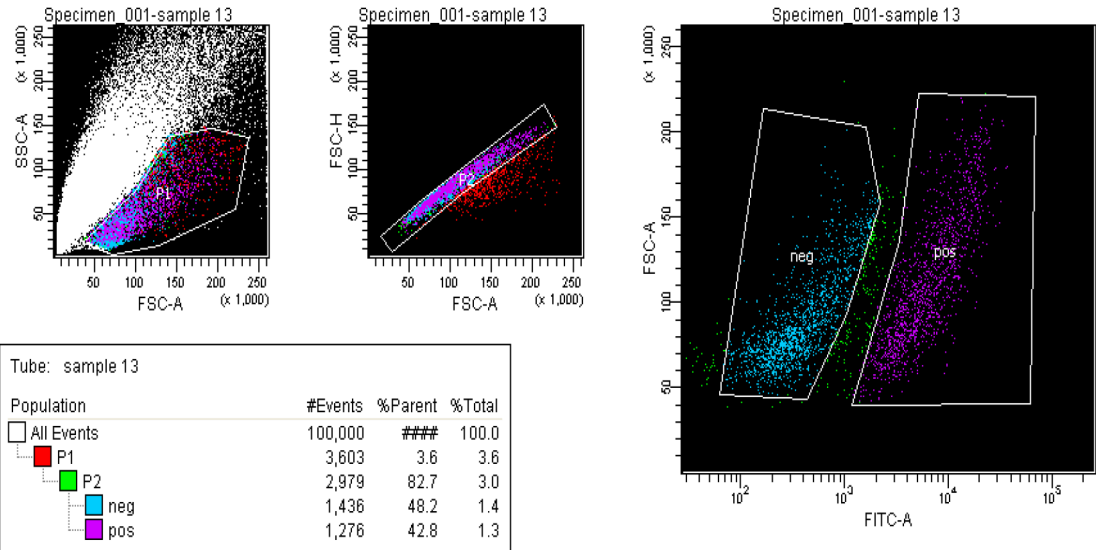 Specimen_001-sample 13
SSC-A
(x 1,000)
50 100 150 200 250
P1
50 100 150 200 250
FSC-A
(x 1,000)
Specimen_001-sample 13
FSC-H
(x 1,000)
50 100 150 200 250
P2
50 100 150 200 250
FSC-A
(x 1,000)
Specimen_001-sample 13
FSC-A
(x 1,000)
50 100 150 200 250
neg
pos
10² 10³ 10⁴ 10⁵
FITC-A
Tube: sample 13
Population #Events %Parent %Total
All Events 100,000 #### 100.0
P1 3,603 3.6 3.6
P2 2,979 82.7 3.0
neg 1,436 48.2 1.4
pos 1,276 42.8 1.3